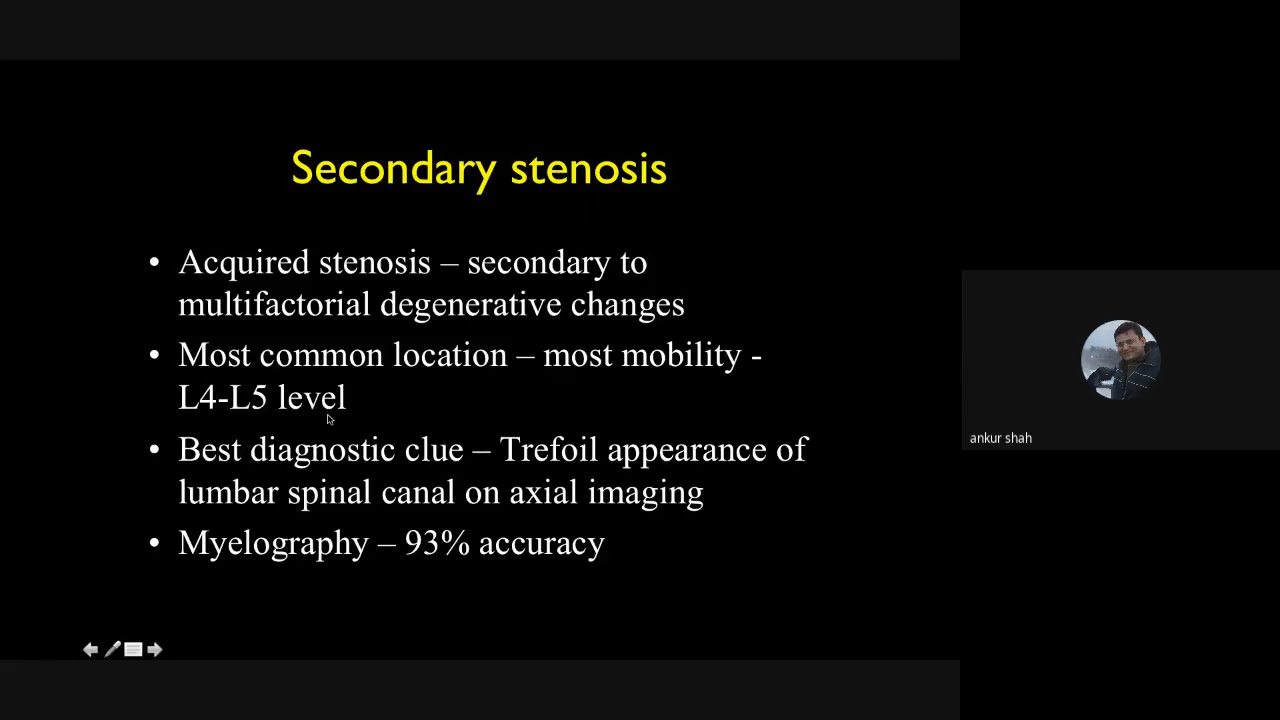 Secondary stenosis
• Acquired stenosis – secondary to
multifactorial degenerative changes
• Most common location – most mobility -
L4-L5 level
• Best diagnostic clue – Trefoil appearance of
lumbar spinal canal on axial imaging
• Myelography – 93% accuracy
ankur shah